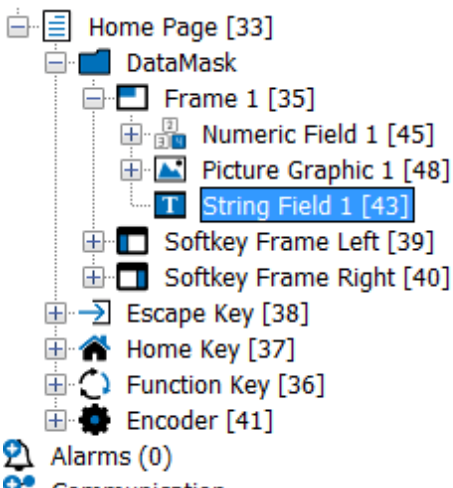 Home Page [33]
DataMask
Frame 1 [35]
Numeric Field 1 [45]
Picture Graphic 1 [48]
T String Field 1 [43]
Softkey Frame Left [39]
Softkey Frame Right [40]
Escape Key [38]
Home Key [37]
Function Key [36]
Encoder [41]
Alarms (0)
Communication